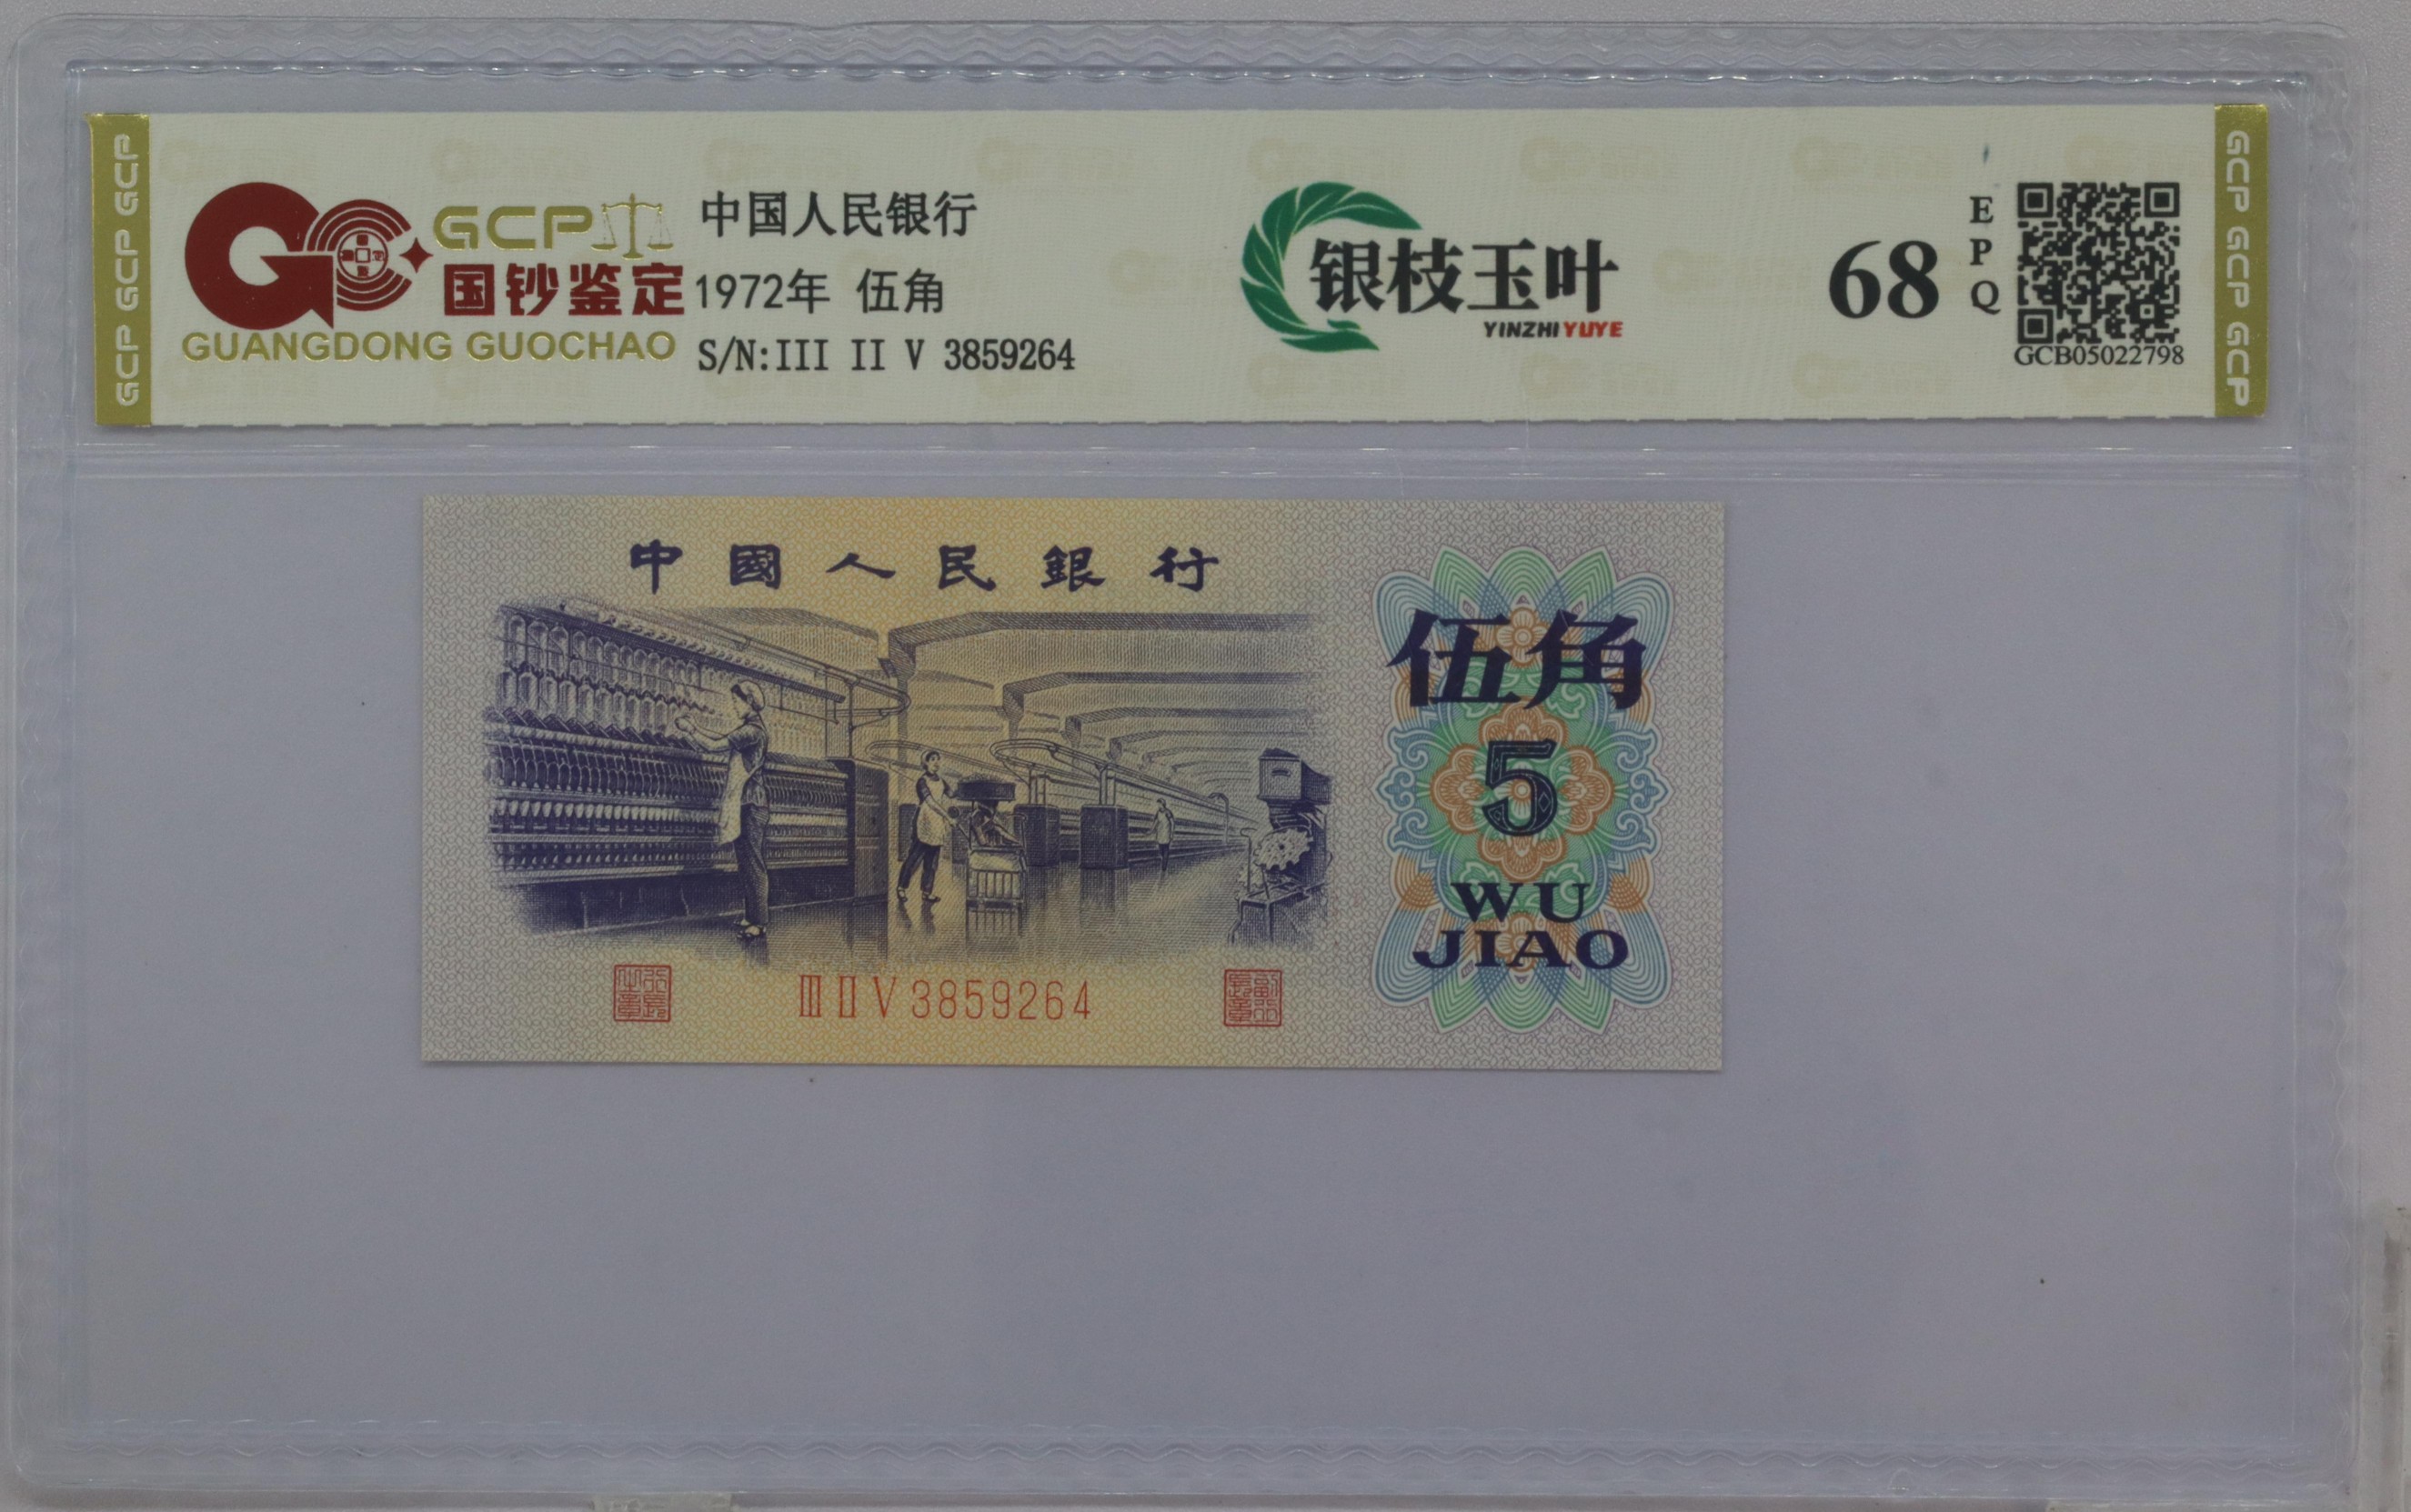 GCP GCP GCP
GCP
国钞鉴定
GUANGDONG GUOCHAO
中国人民银行
1972年 伍角
S/N:III II V 3859264
银枝玉叶
YINZHI YUYE
68
EPQ
GCB05022798
GCP GCP GCP
中國人民銀行
伍角
5
WU
JIAO
III II V 3859264